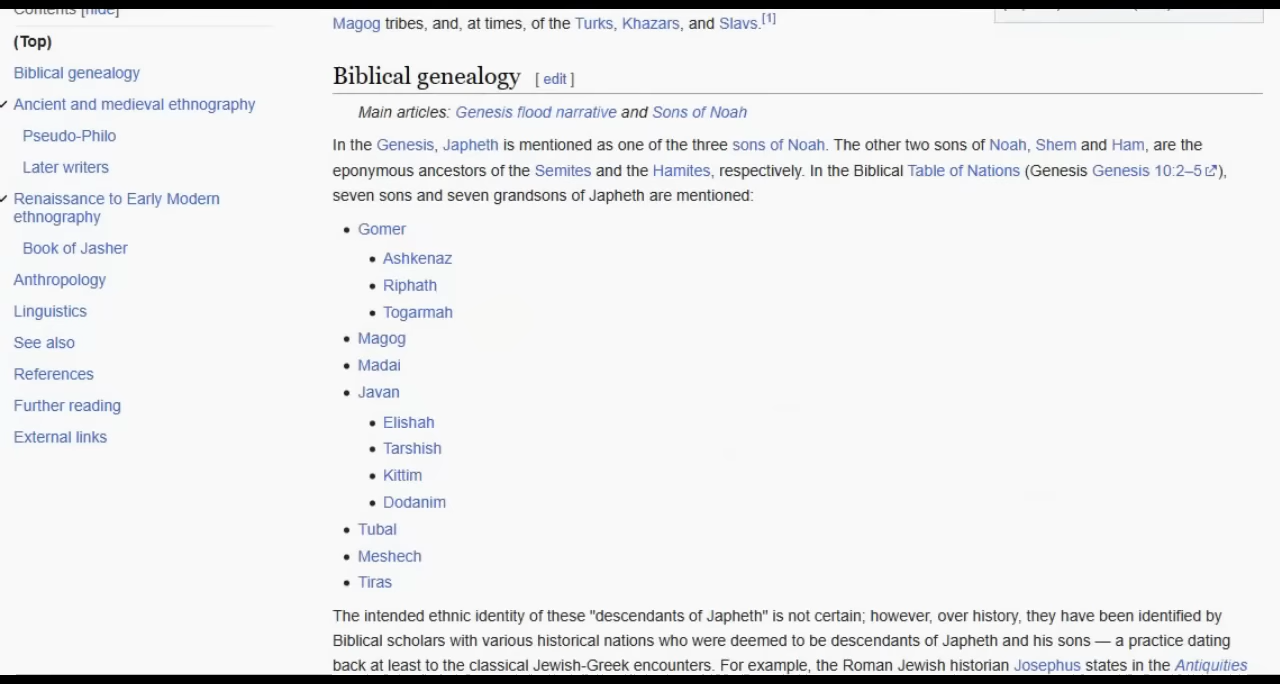 Contents [hide]
(Top)
Biblical genealogy
Ancient and medieval ethnography
Pseudo-Philo
Later writers
Renaissance to Early Modern
ethnography
Book of Jasher
Anthropology
Linguistics
See also
References
Further reading
External links
Magog tribes, and, at times, of the Turks, Khazars, and Slavs.[1]
Biblical genealogy [ edit ]
Main articles: Genesis flood narrative and Sons of Noah
In the Genesis, Japheth is mentioned as one of the three sons of Noah. The other two sons of Noah, Shem and Ham, are the
eponymous ancestors of the Semites and the Hamites, respectively. In the Biblical Table of Nations (Genesis Genesis 10:2–5),
seven sons and seven grandsons of Japheth are mentioned:
• Gomer
• Ashkenaz
• Riphath
• Togarmah
• Magog
• Madai
• Javan
• Elishah
• Tarshish
• Kittim
• Dodanim
• Tubal
• Meshech
• Tiras
The intended ethnic identity of these "descendants of Japheth" is not certain; however, over history, they have been identified by
Biblical scholars with various historical nations who were deemed to be descendants of Japheth and his sons — a practice dating
back at least to the classical Jewish-Greek encounters. For example, the Roman Jewish historian Josephus states in the Antiquities